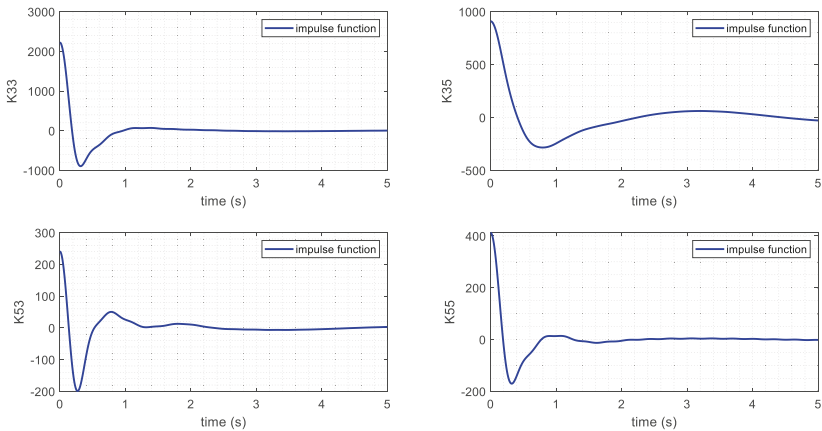 3000
2000
1000
0
-1000
K33
impulse function
0 1 2 3 4 5
time (s)
1000
500
0
-500
K35
impulse function
0 1 2 3 4 5
time (s)
300
200
100
0
-100
-200
K53
impulse function
0 1 2 3 4 5
time (s)
400
200
0
-200
K55
impulse function
0 1 2 3 4 5
time (s)